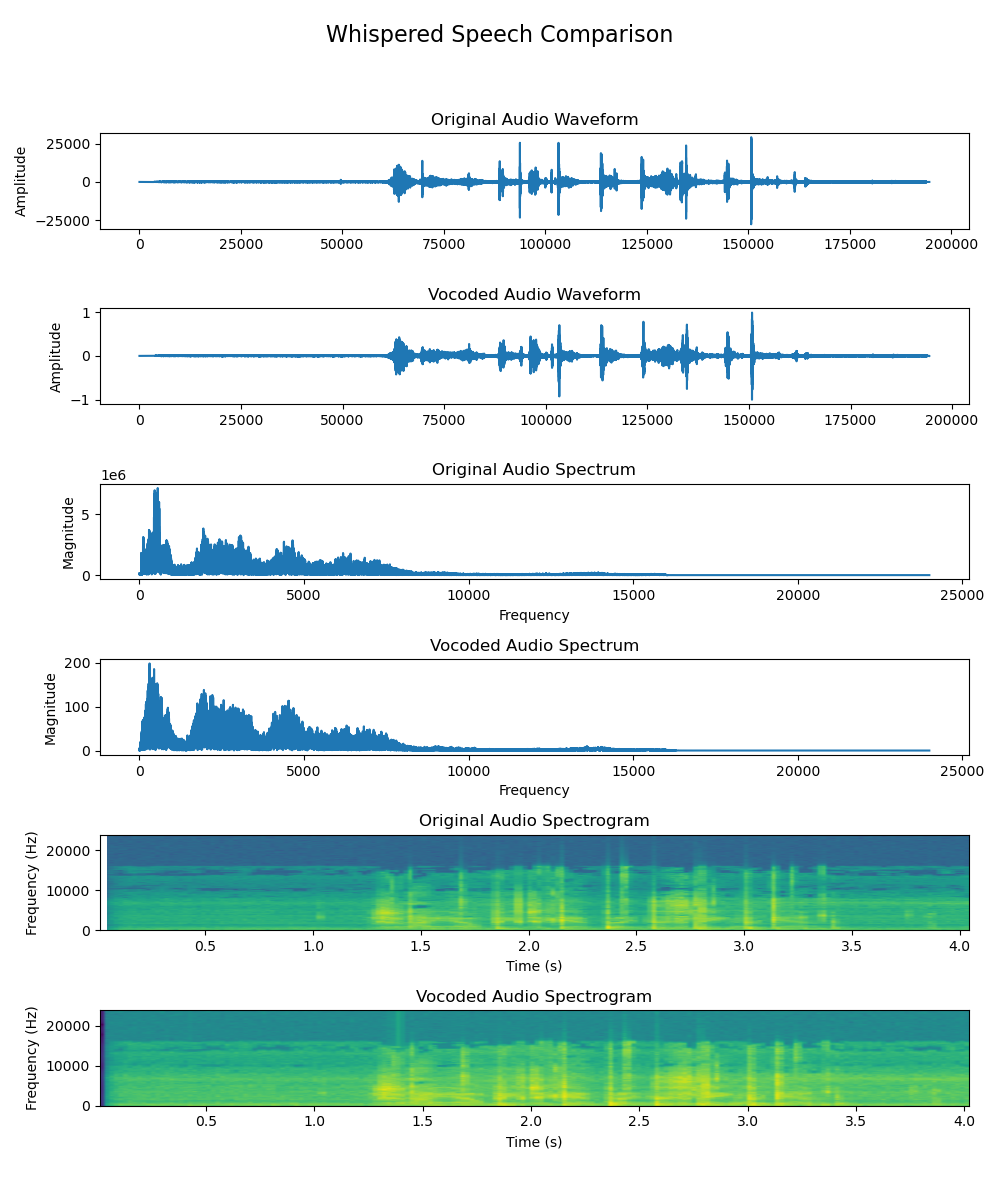 Whispered Speech Comparison
Original Audio Waveform
Amplitude
25000
0
−25000
0 25000 50000 75000 100000 125000 150000 175000 200000
Vocoded Audio Waveform
Amplitude
1
0
−1
0 25000 50000 75000 100000 125000 150000 175000 200000
Original Audio Spectrum
1e6
Magnitude
5
0
0 5000 10000 15000 20000 25000
Frequency
Vocoded Audio Spectrum
Magnitude
200
100
0
0 5000 10000 15000 20000 25000
Frequency
Original Audio Spectrogram
Frequency (Hz)
20000
10000
0
0.5 1.0 1.5 2.0 2.5 3.0 3.5 4.0
Time (s)
Vocoded Audio Spectrogram
Frequency (Hz)
20000
10000
0
0.5 1.0 1.5 2.0 2.5 3.0 3.5 4.0
Time (s)